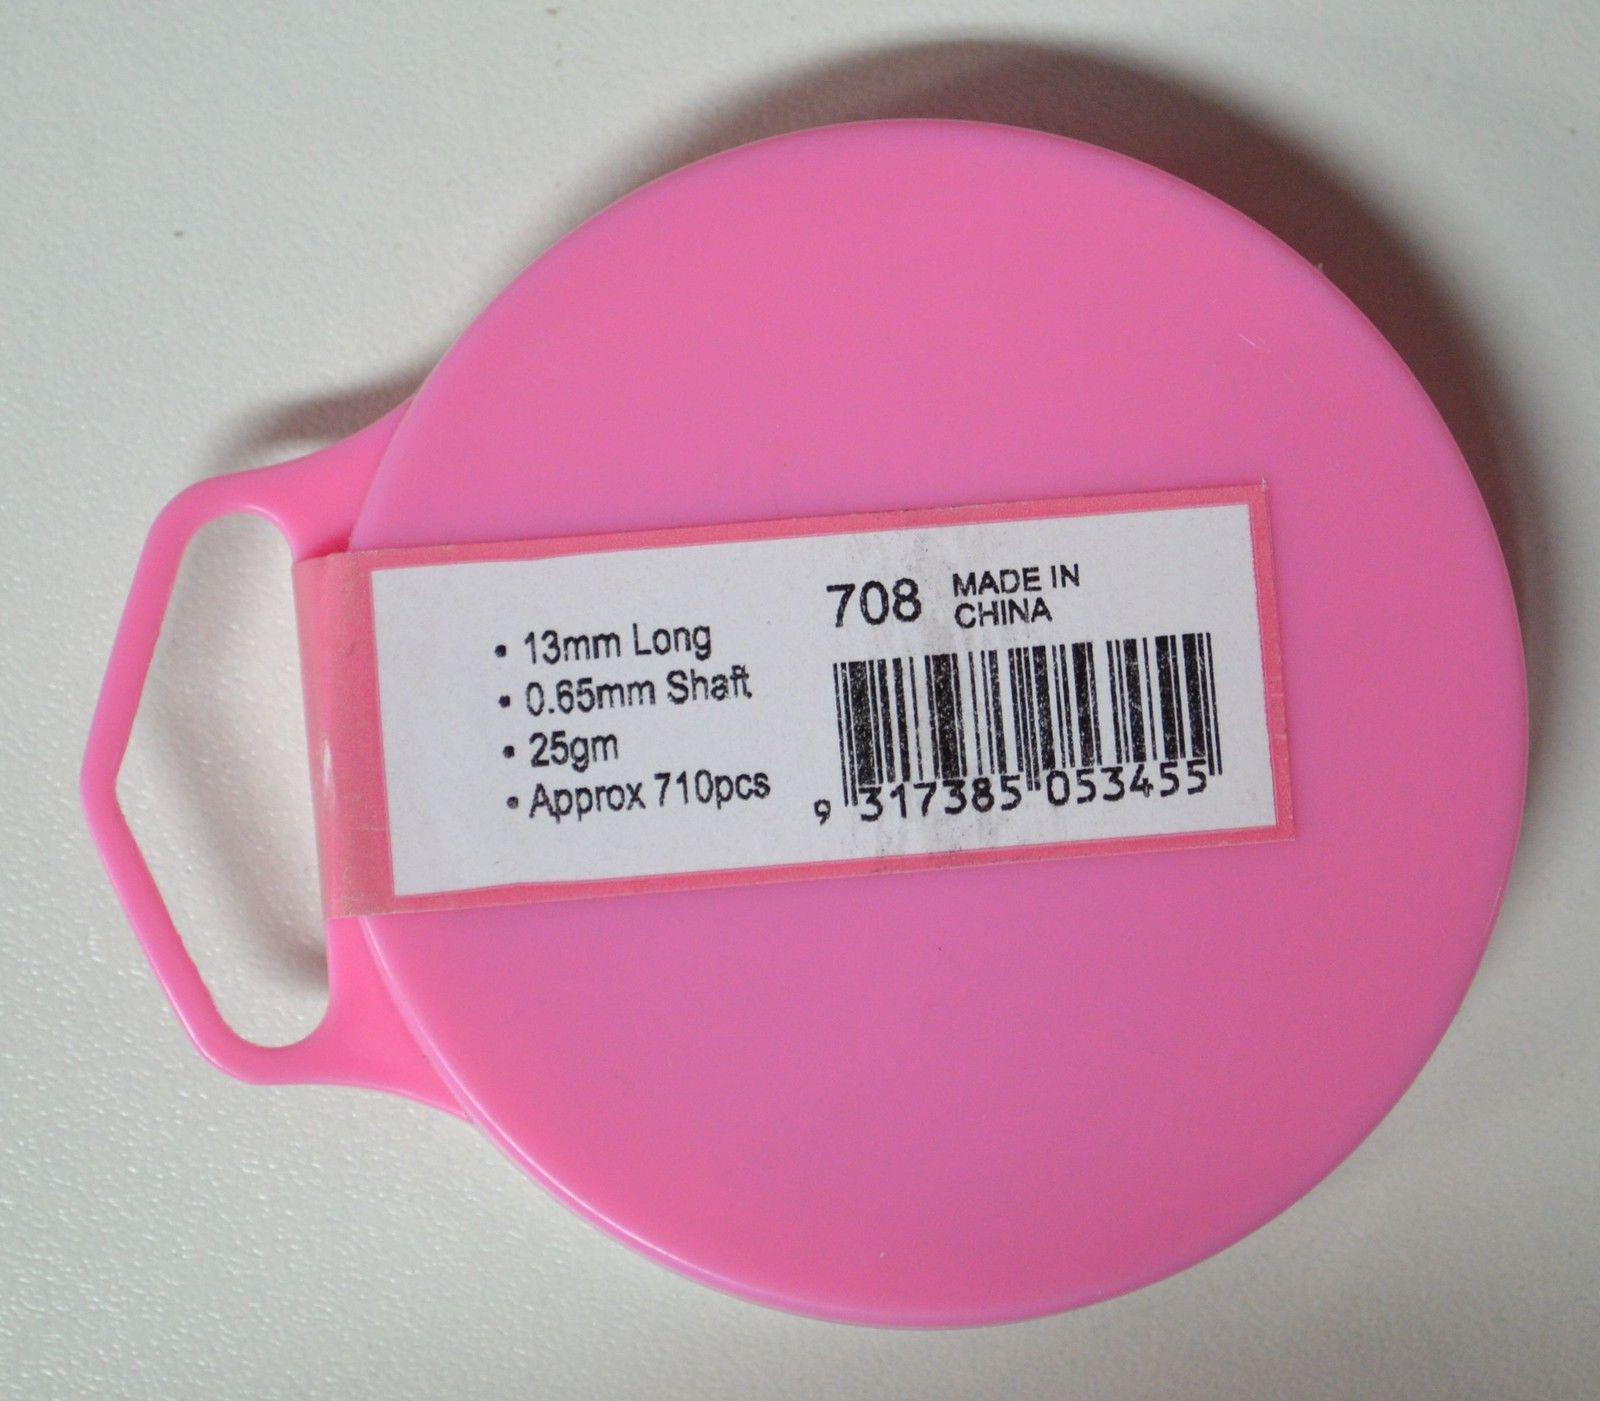 • 13mm Long
• 0.65mm Shaft
• 25gm
• Approx 710pcs
708 MADE IN
CHINA
9 317385 053455